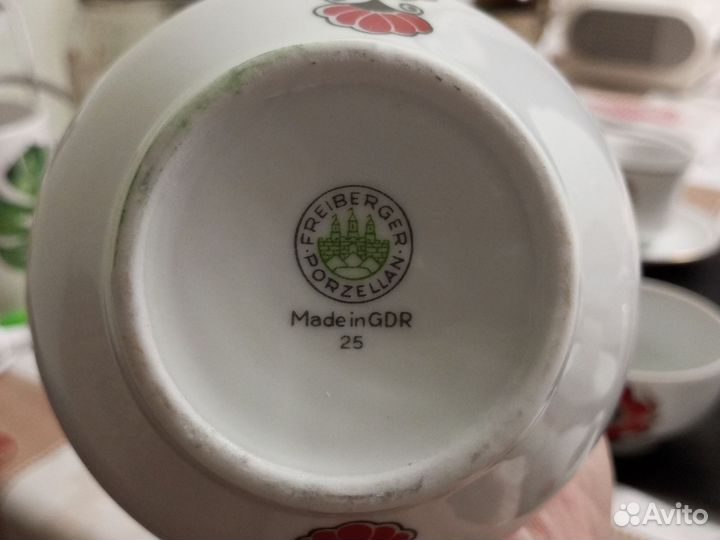 FREIBERGER
PORZELLAN
Made in GDR
25
Avito